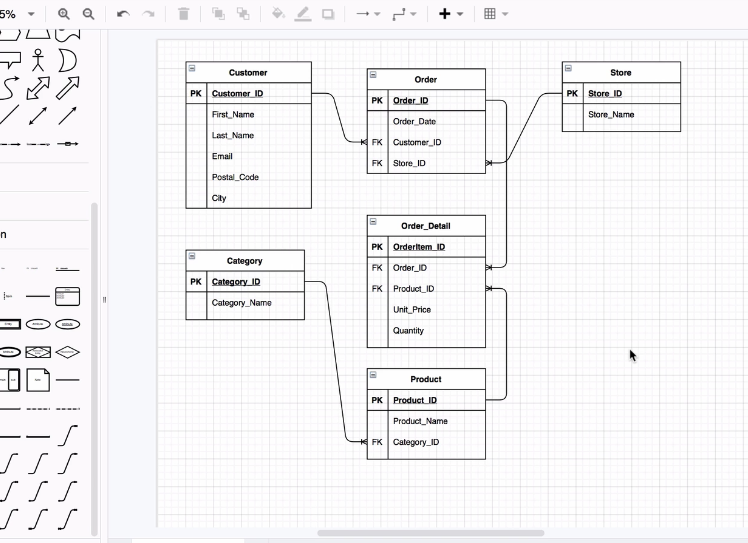 5%
n
Customer
PK Customer_ID
First_Name
Last_Name
Email
Postal_Code
City
Order
PK Order_ID
Order_Date
FK Customer_ID
FK Store_ID
Store
PK Store_ID
Store_Name
Order_Detail
PK OrderItem_ID
FK Order_ID
FK Product_ID
Unit_Price
Quantity
Category
PK Category_ID
Category_Name
Product
PK Product_ID
Product_Name
FK Category_ID